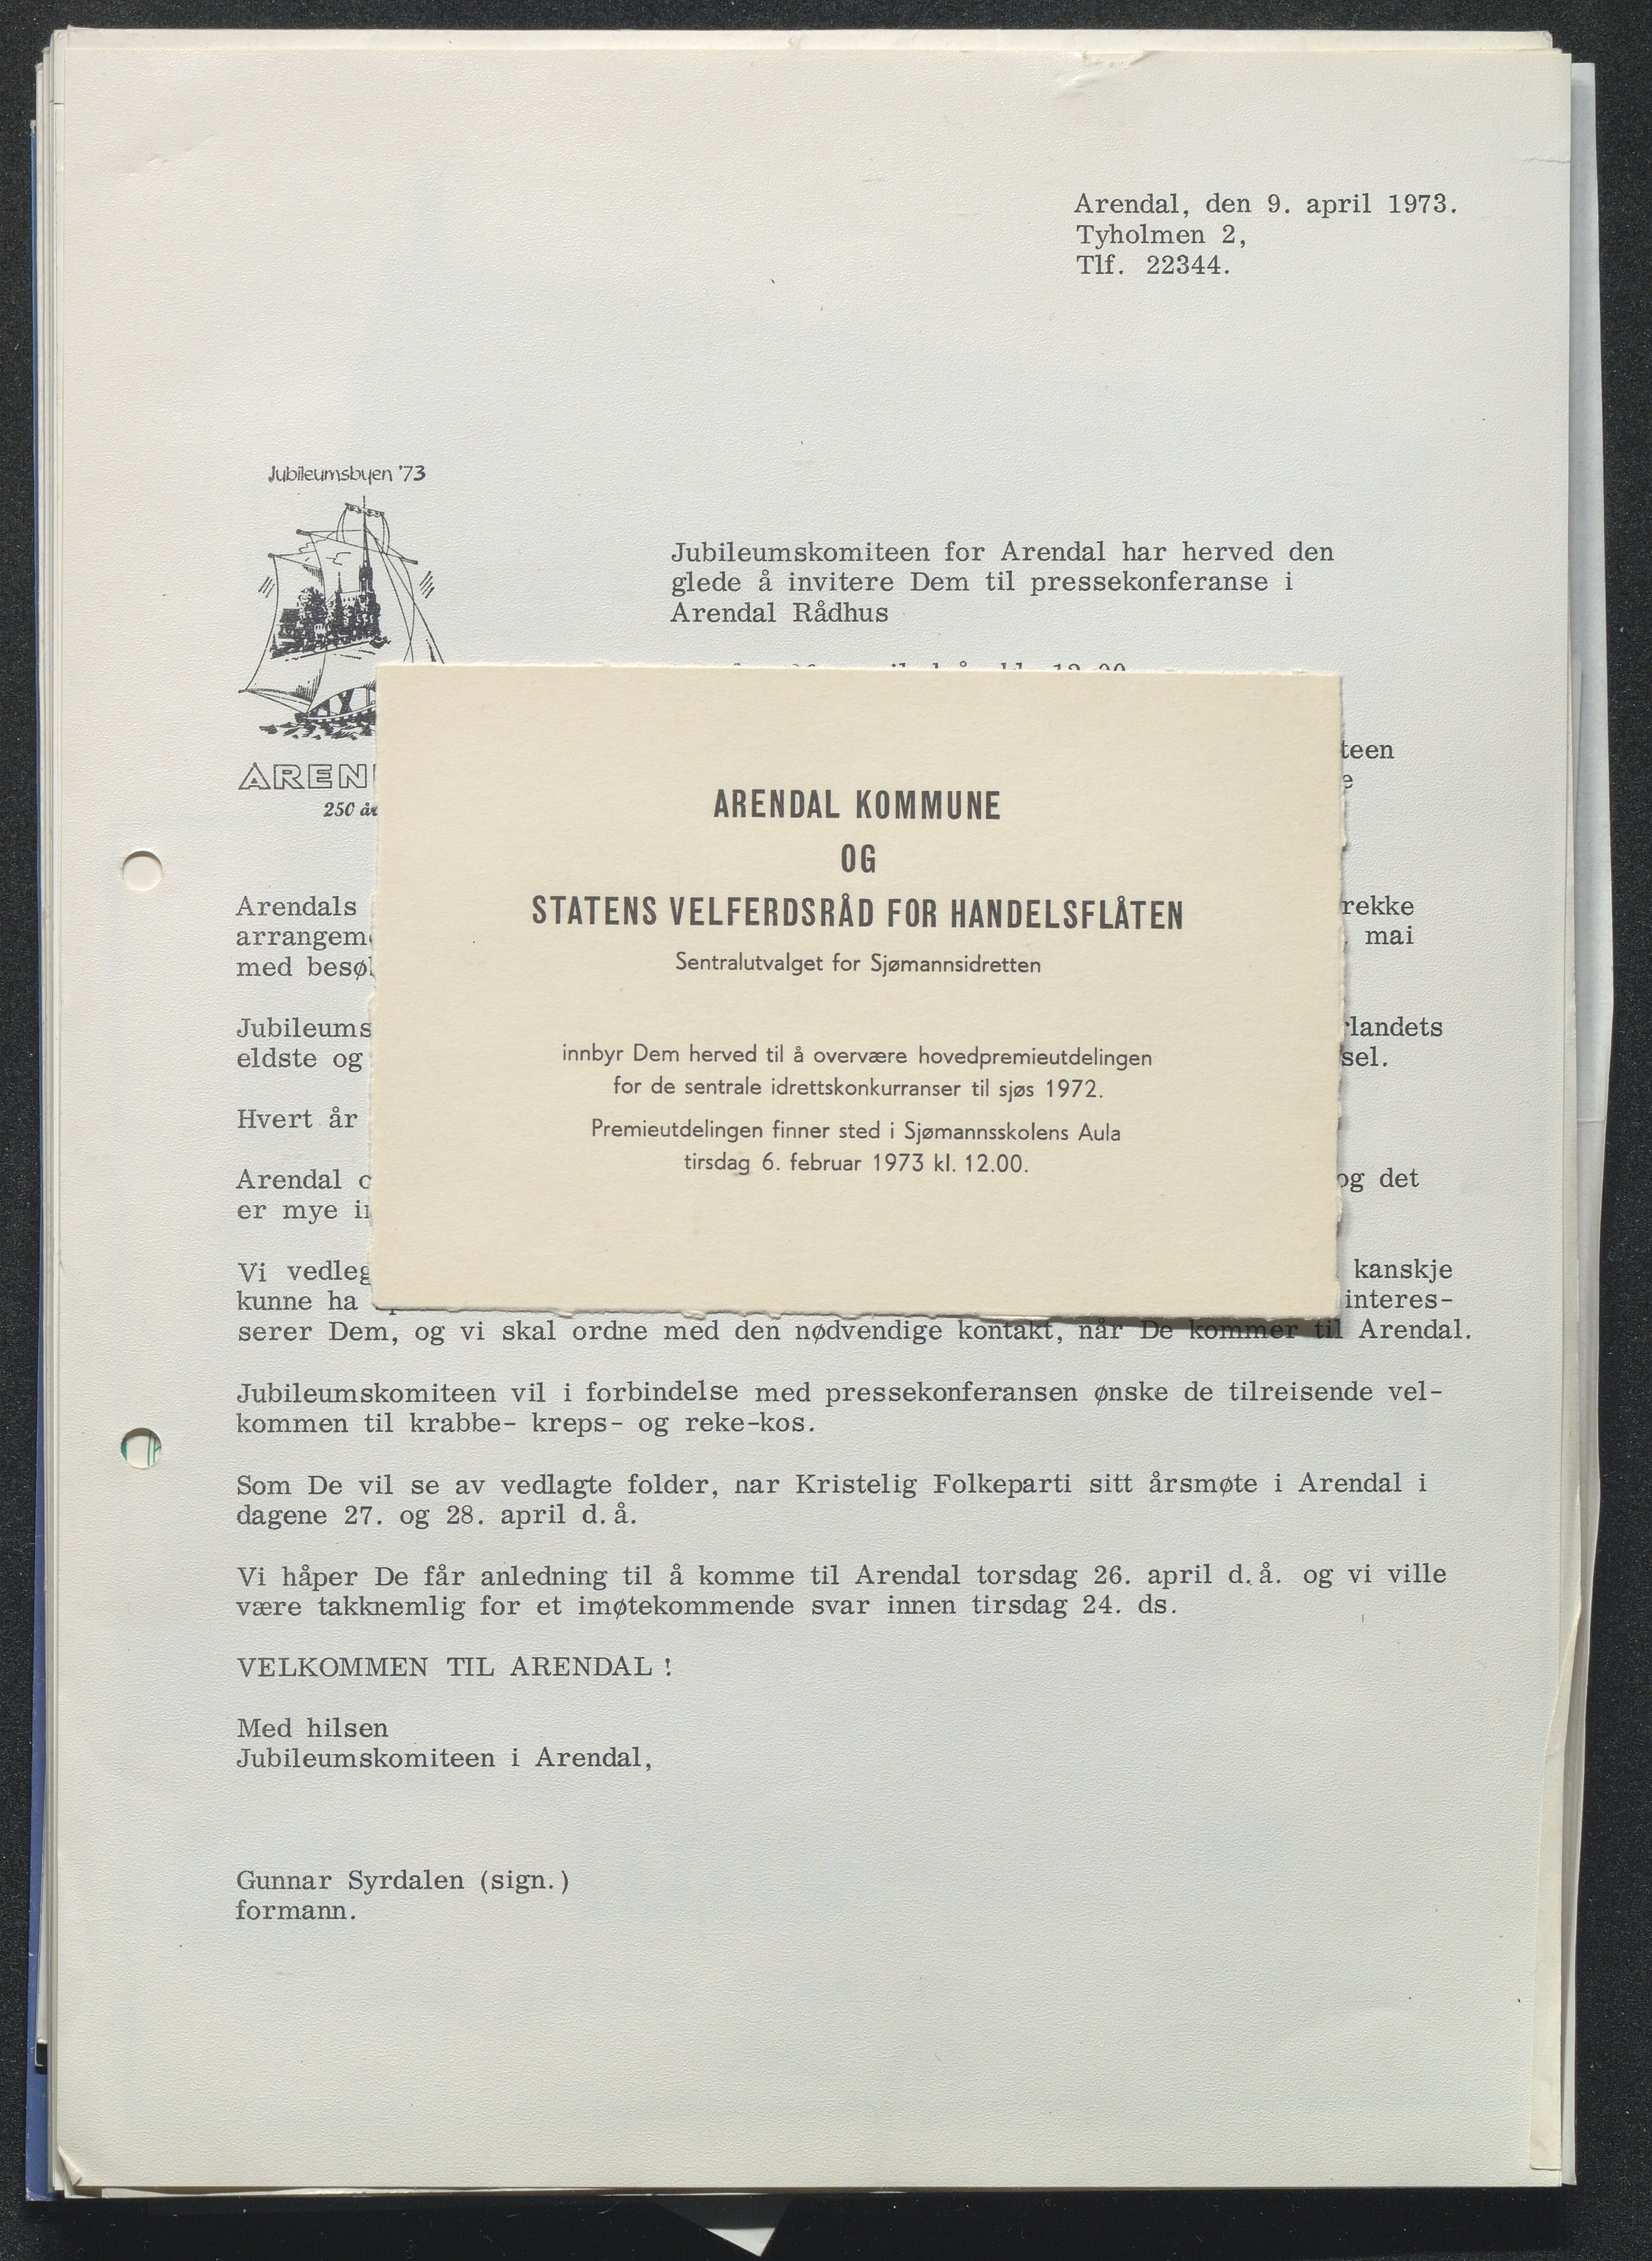 Arendal, den 9. april 1973.
Tyholmen 2,
Tlf. 22344.
Jubileumsbyen '73
250
Jubileumskomiteen for Arendal har herved den
glede å invitere Dem til pressekonferanse i
Arendal Rådhus
ARENDAL KOMMUNE
OG
STATENS VELFERDSRÅD FOR HANDELSFLÅTEN
Sentralutvalget for Sjømannsidretten
innbyr Dem herved til å overvære hovedpremieutdelingen
for de sentrale idrettskonkurranser til sjøs 1972.
Premieutdelingen finner sted i Sjømannsskolens Aula
tirsdag 6. februar 1973 kl. 12.00.
Arendals rekke
mai
med
eldste og
Hvert år
Arendal og det
er mye
Vi kanskje
kunne ha interes-
serer Dem, og vi skal ordne med den nødvendige kontakt, når De kommer til Arendal.
Jubileumskomiteen vil i forbindelse med pressekonferansen ønske de tilreisende vel-
kommen til krabbe- kreps- og reke-kos.
Som De vil se av vedlagte folder, nar Kristelig Folkeparti sitt årsmøte i Arendal i
dagene 27. og 28. april d.å.
Vi håper De får anledning til å komme til Arendal torsdag 26. april d.å. og vi ville
være takknemlig for et imøtekommende svar innen tirsdag 24. ds.
VELKOMMEN TIL ARENDAL !
Med hilsen
Jubileumskomiteen i Arendal,
Gunnar Syrdalen (sign.)
formann.